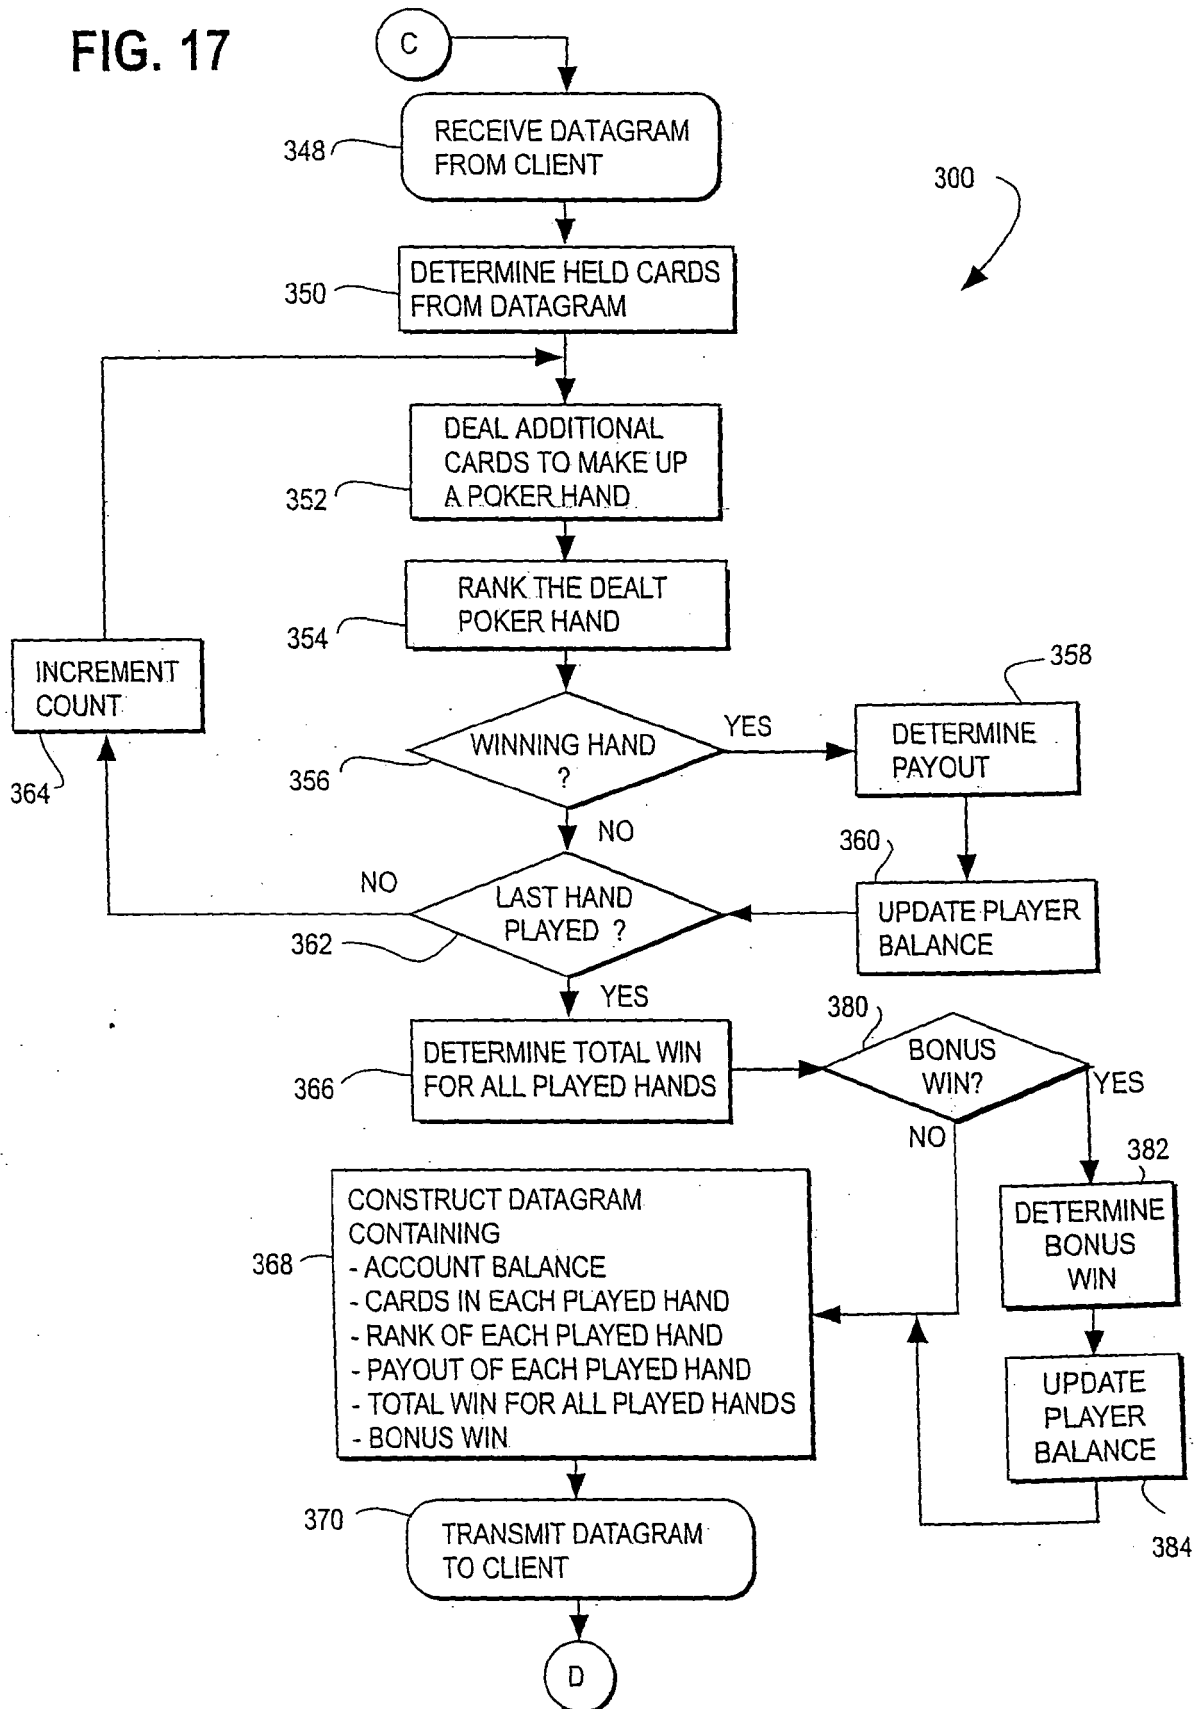 FIG. 17
C
RECEIVE DATAGRAM
FROM CLIENT
348
300
DETERMINE HELD CARDS
FROM DATAGRAM
350
DEAL ADDITIONAL
CARDS TO MAKE UP
A POKER HAND
352
RANK THE DEALT
POKER HAND
354
INCREMENT
COUNT
364
WINNING HAND
?
356
YES
NO
358
DETERMINE
PAYOUT
360
UPDATE PLAYER
BALANCE
LAST HAND
PLAYED ?
362
NO
YES
DETERMINE TOTAL WIN
FOR ALL PLAYED HANDS
366
380
BONUS
WIN?
YES
NO
382
DETERMINE
BONUS
WIN
UPDATE
PLAYER
BALANCE
384
CONSTRUCT DATAGRAM
CONTAINING
- ACCOUNT BALANCE
- CARDS IN EACH PLAYED HAND
- RANK OF EACH PLAYED HAND
- PAYOUT OF EACH PLAYED HAND
- TOTAL WIN FOR ALL PLAYED HANDS
- BONUS WIN
368
370
TRANSMIT DATAGRAM
TO CLIENT
D